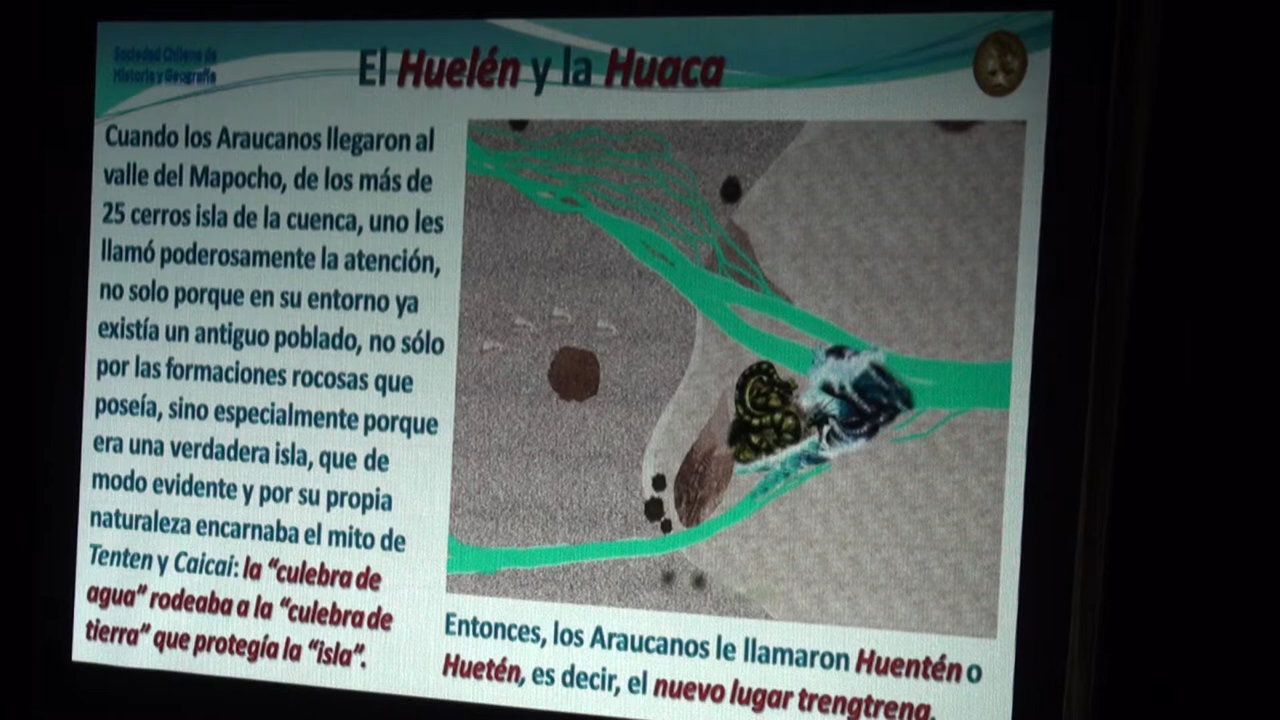 Sociedad Chilena de
Historia y Geografía
El Huelén y la Huaca
Cuando los Araucanos llegaron al
valle del Mapocho, de los más de
25 cerros isla de la cuenca, uno les
llamó poderosamente la atención,
no solo porque en su entorno ya
existía un antiguo poblado, no sólo
por las formaciones rocosas que
poseía, sino especialmente porque
era una verdadera isla, que de
modo evidente y por su propia
naturaleza encarnaba el mito de
Tenten y Caicai: la “culebra de
agua” rodeaba a la “culebra de
tierra” que protegía la “isla”.
Entonces, los Araucanos le llamaron Huentén o
Huetén, es decir, el nuevo lugar trengtrena.